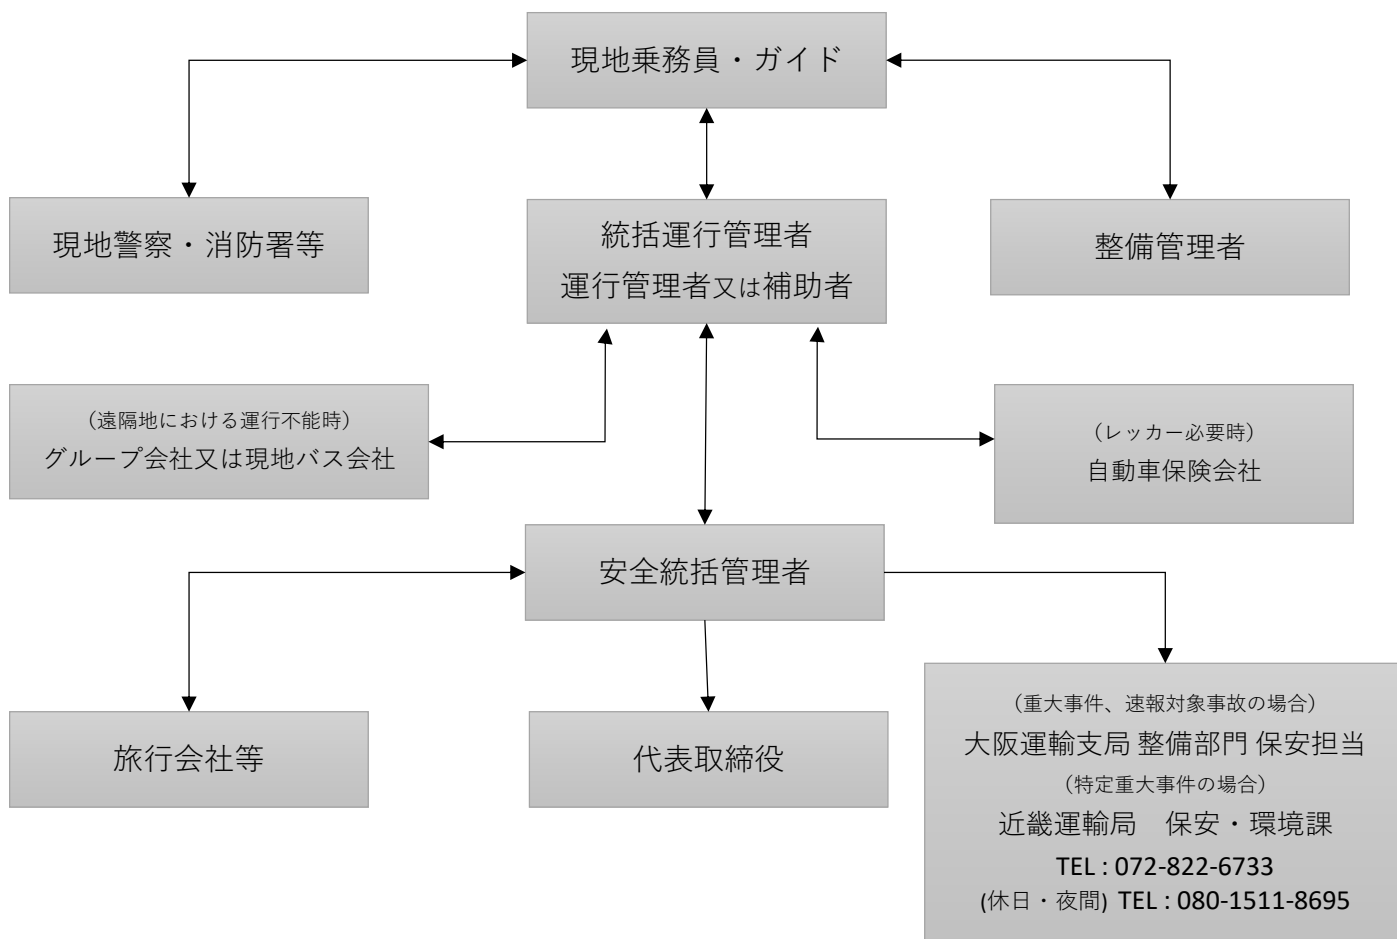 現地乗務員・ガイド
現地警察・消防署等
統括運行管理者
運行管理者又は補助者
整備管理者
（遠隔地における運行不能時）
グループ会社又は現地バス会社
（レッカー必要時）
自動車保険会社
安全統括管理者
旅行会社等
代表取締役
（重大事件、速報対象事故の場合）
大阪運輸支局 整備部門 保安担当
（特定重大事件の場合）
近畿運輸局　保安・環境課
TEL : 072-822-6733
(休日・夜間) TEL : 080-1511-8695